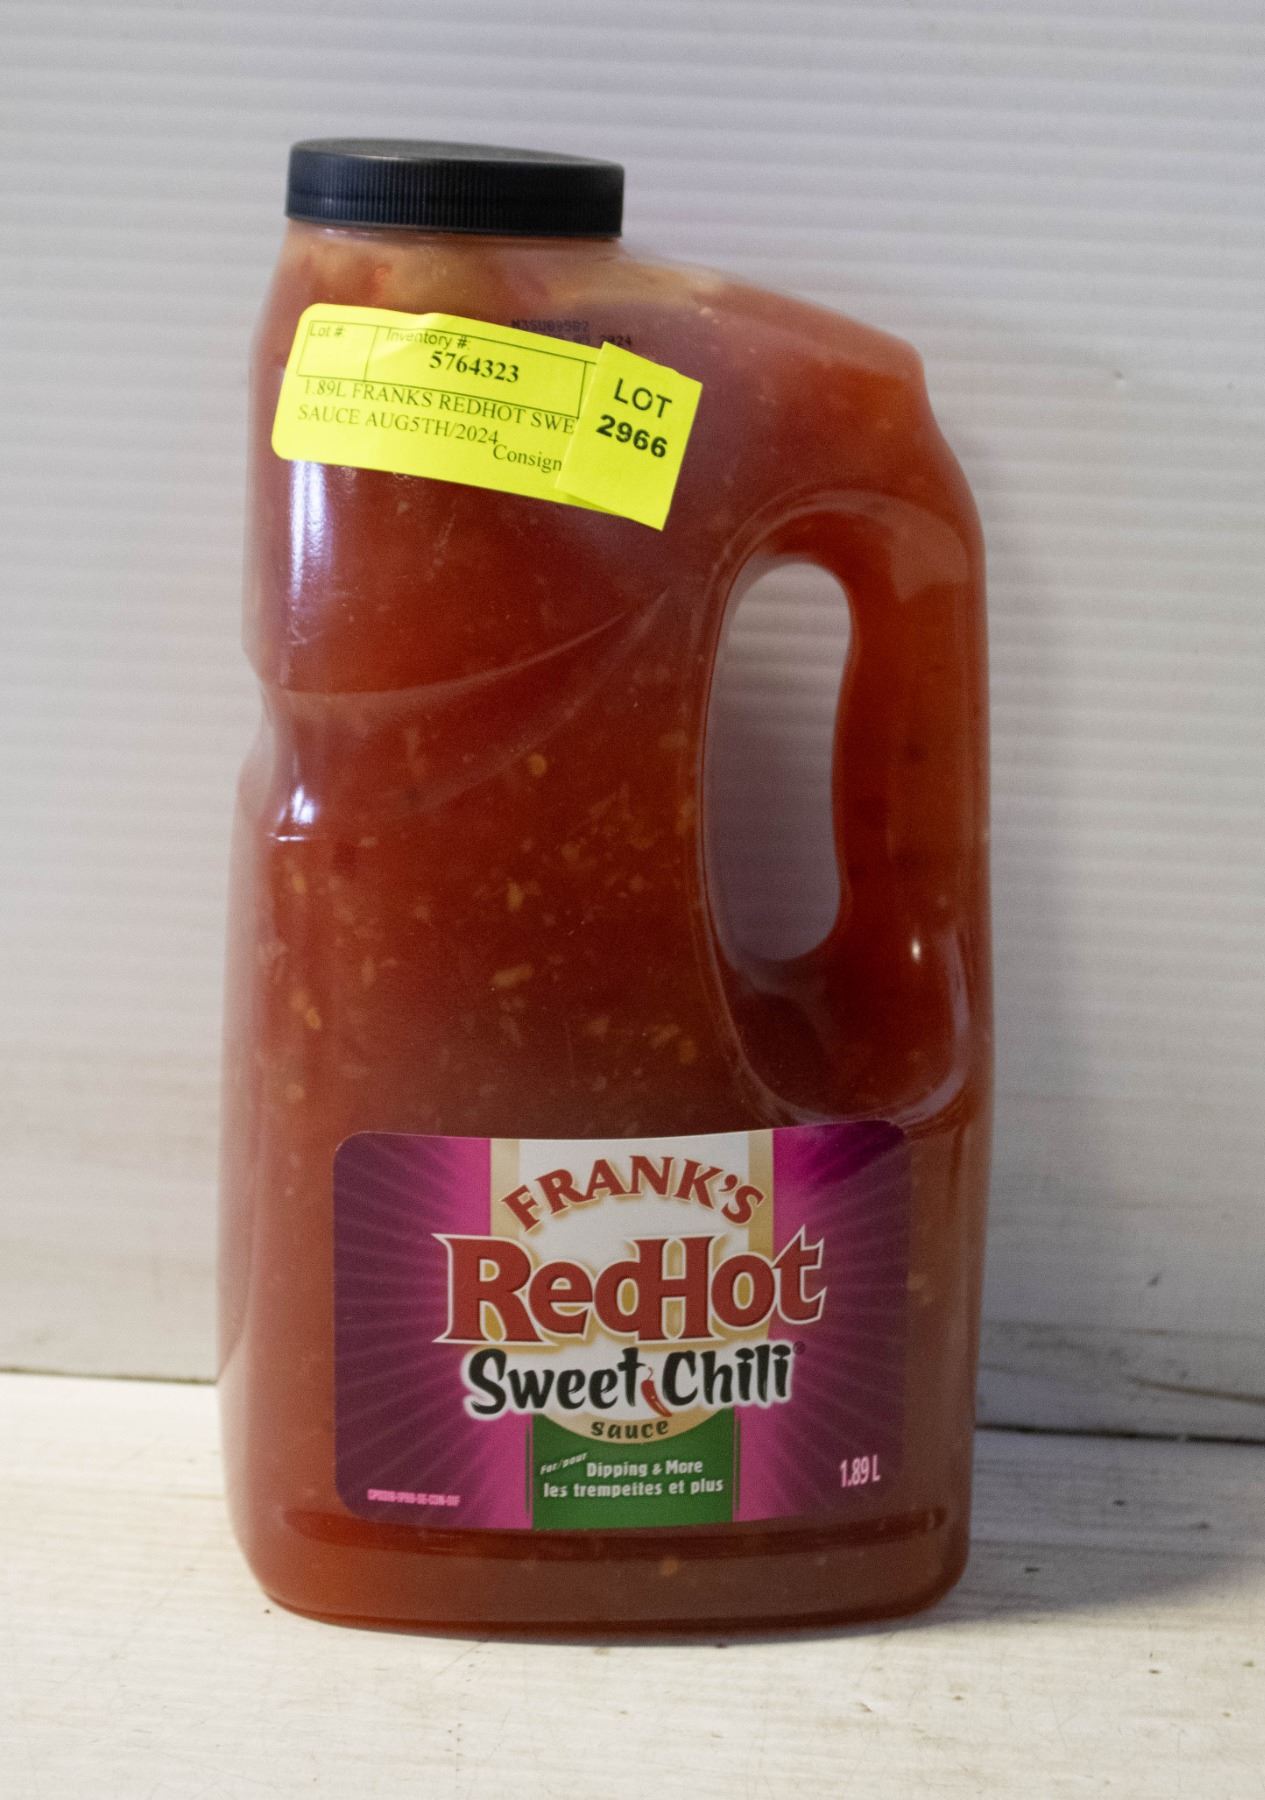 Lot #:
Inventory #:
5764323
1.89L FRANKS REDHOT SWE
SAUCE AUG5TH/2024
Consign
LOT
2966
2024
FRANK'S
RedHot
Sweet Chili®
sauce
For/pour
Dipping & More
les trempettes et plus
1.89 L